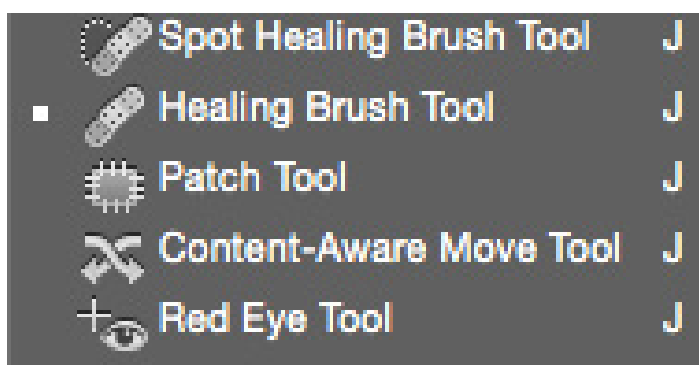 Spot Healing Brush Tool J
Healing Brush Tool J
Patch Tool J
Content-Aware Move Tool J
Red Eye Tool J